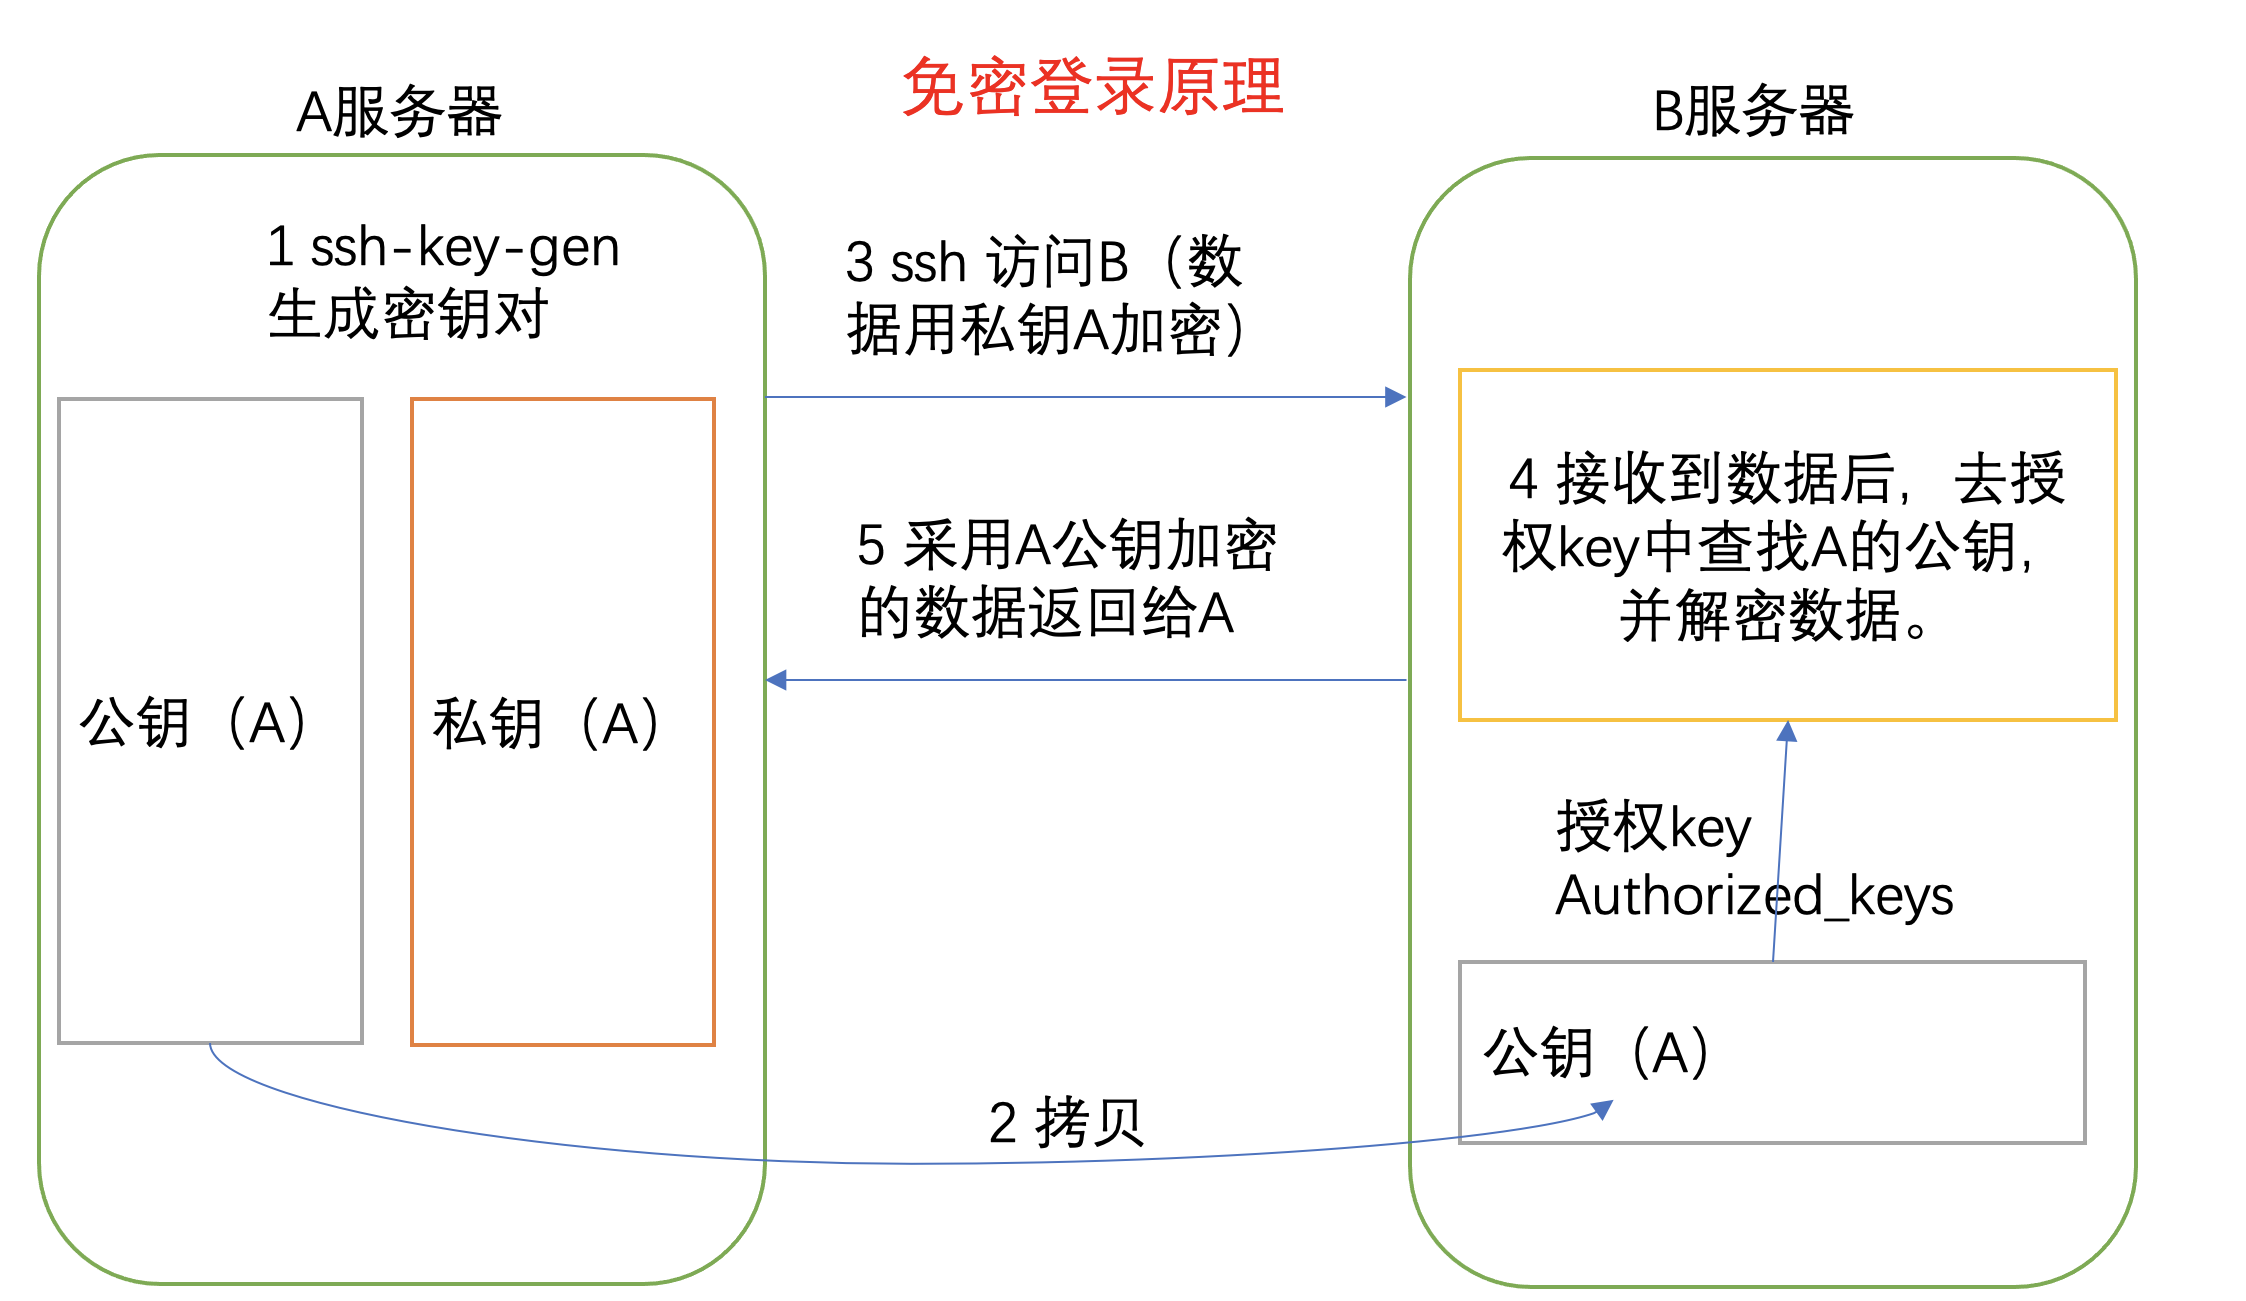 免密登录原理
A服务器
B服务器
1 ssh-key-gen
生成密钥对
3 ssh 访问B（数
据用私钥A加密）
4 接收到数据后，去授
权key中查找A的公钥，
并解密数据。
5 采用A公钥加密
的数据返回给A
公钥（A）
私钥（A）
授权key
Authorized_keys
公钥（A）
2 拷贝